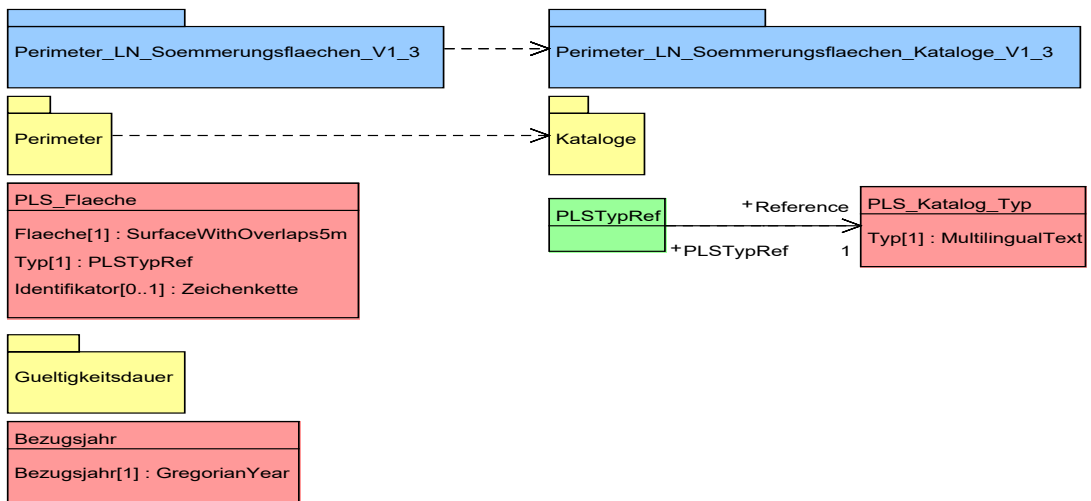 Perimeter_LN_Soemmerungsflaechen_V1_3
Perimeter_LN_Soemmerungsflaechen_Kataloge_V1_3
Perimeter
Kataloge
PLS_Flaeche
Flaeche[1] : SurfaceWithOverlaps5m
Typ[1] : PLSTypRef
Identifikator[0..1] : Zeichenkette
PLSTypRef
+Reference
+PLSTypRef
1
PLS_Katalog_Typ
Typ[1] : MultilingualText
Gueltigkeitsdauer
Bezugsjahr
Bezugsjahr[1] : GregorianYear